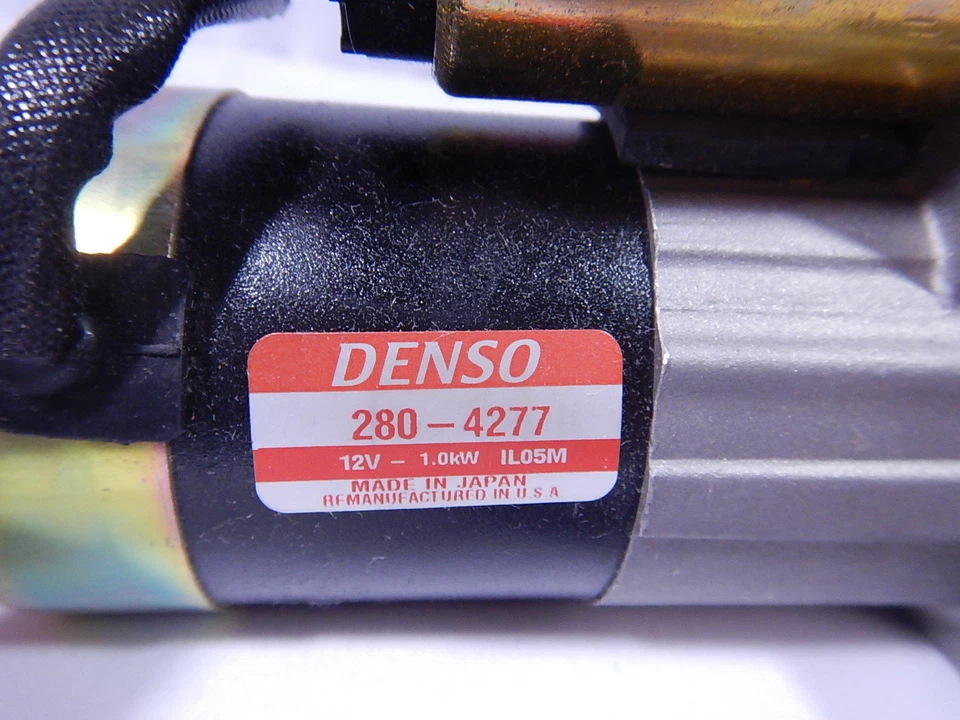 DENSO
280-4277
12V - 1.0kW IL05M
MADE IN JAPAN
REMANUFACTURED IN U.S.A